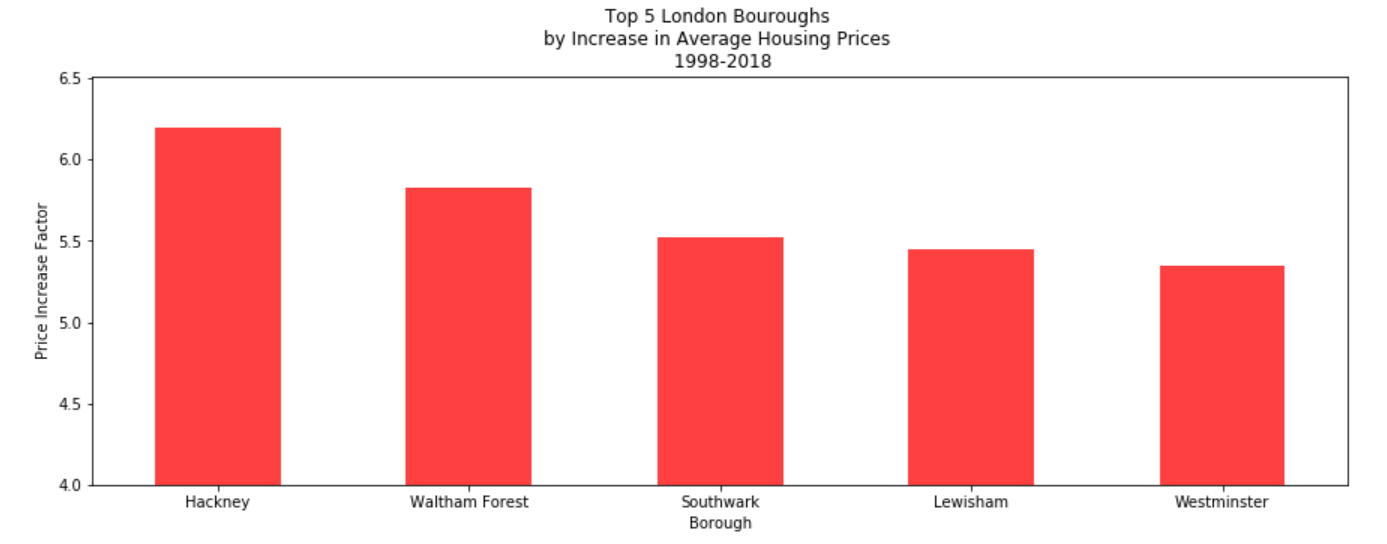 Top 5 London Bouroughs
by Increase in Average Housing Prices
1998-2018
6.5
6.0
5.5
5.0
4.5
4.0
Price Increase Factor
Hackney
Waltham Forest
Southwark
Lewisham
Westminster
Borough